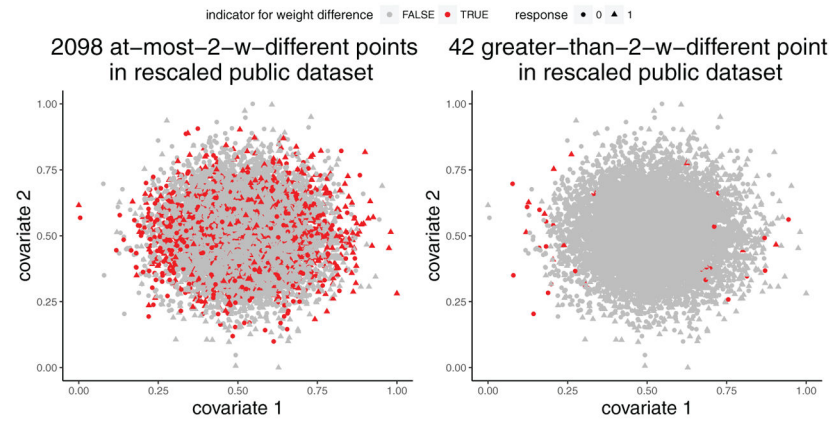 indicator for weight difference FALSE TRUE response 0 1
2098 at−most−2−w−different points
in rescaled public dataset
42 greater−than−2−w−different point
in rescaled public dataset
covariate 2
1.00
0.75
0.50
0.25
0.00
0.00 0.25 0.50 0.75 1.00
covariate 1
covariate 2
1.00
0.75
0.50
0.25
0.00
0.00 0.25 0.50 0.75 1.00
covariate 1